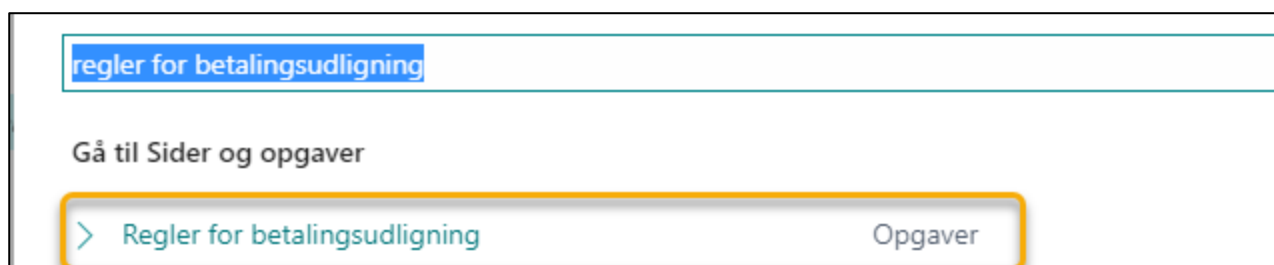 regler for betalingsudligning
Gå til Sider og opgaver
Regler for betalingsudligning Opgaver